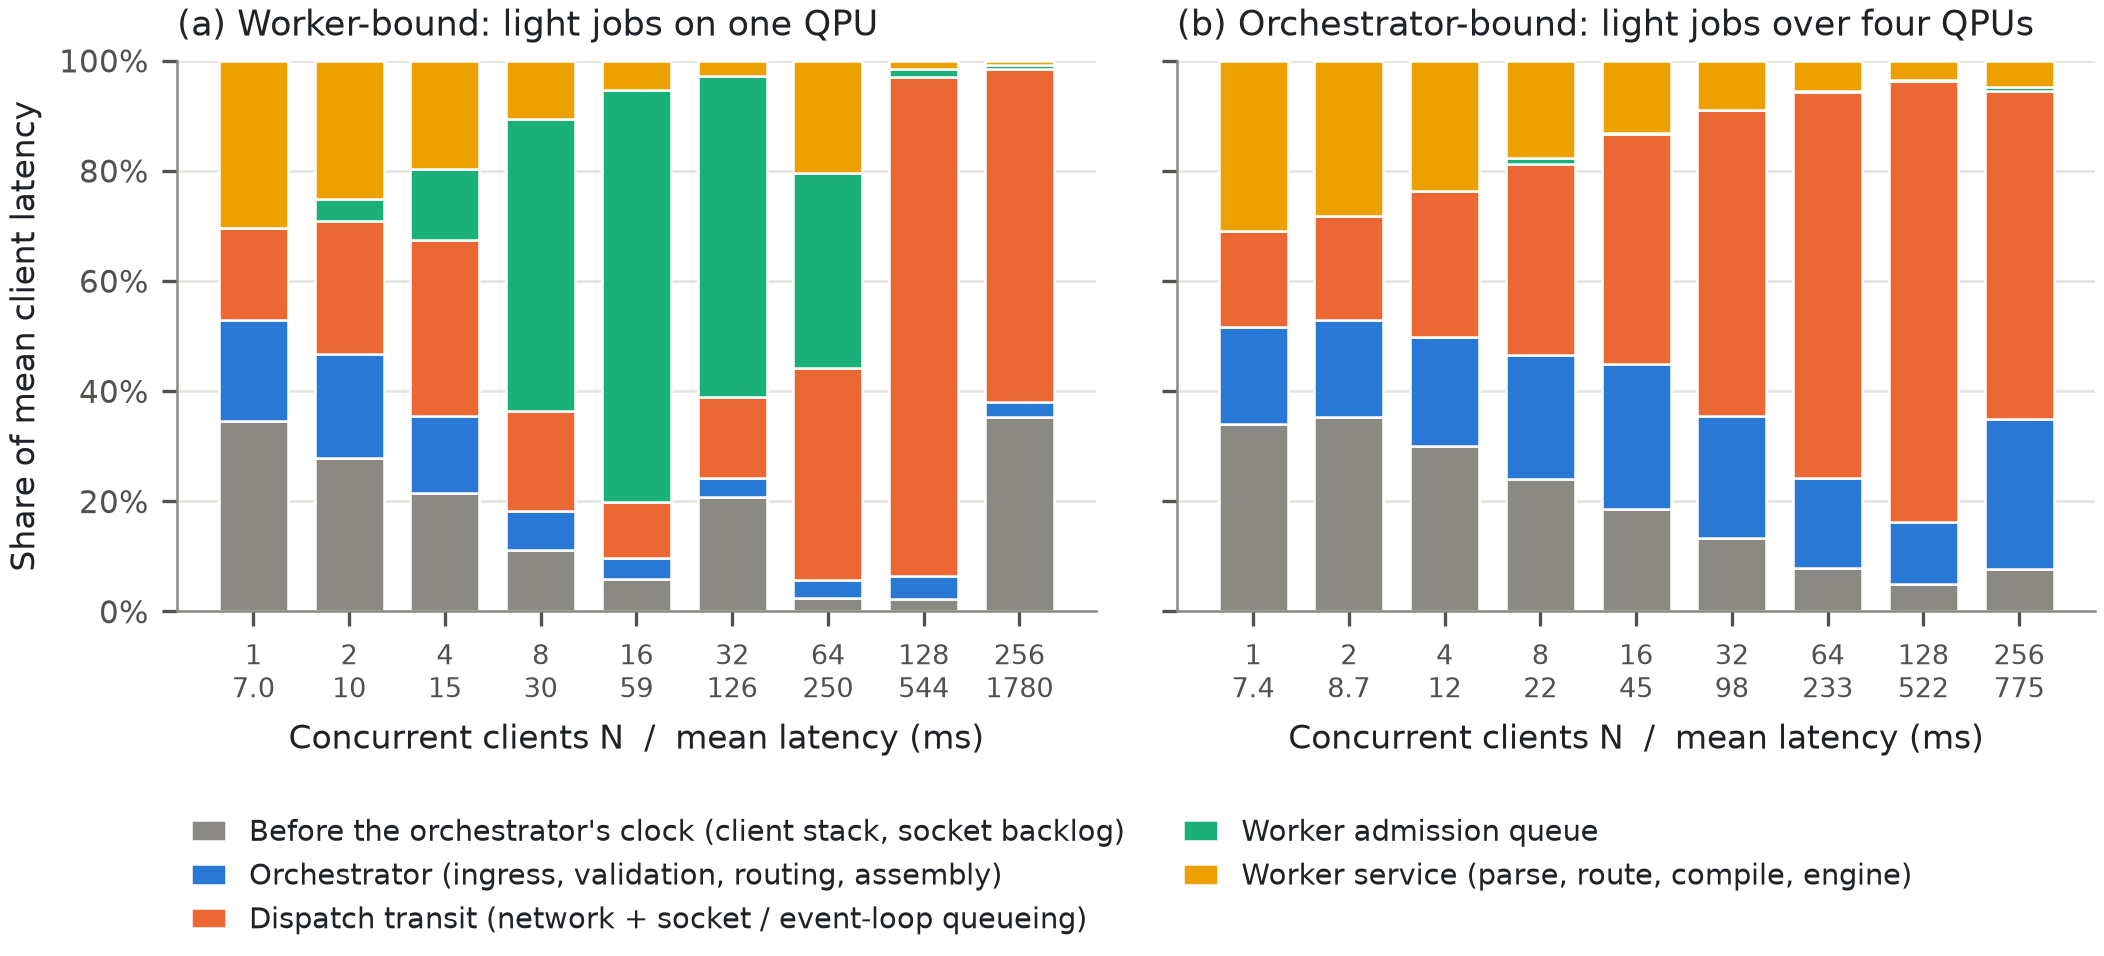 (a) Worker-bound: light jobs on one QPU
(b) Orchestrator-bound: light jobs over four QPUs
Share of mean client latency
100%
80%
60%
40%
20%
0%
1 2 4 8 16 32 64 128 256
7.0 10 15 30 59 126 250 544 1780
Concurrent clients N / mean latency (ms)
1 2 4 8 16 32 64 128 256
7.4 8.7 12 22 45 98 233 522 775
Concurrent clients N / mean latency (ms)
Before the orchestrator's clock (client stack, socket backlog)
Orchestrator (ingress, validation, routing, assembly)
Dispatch transit (network + socket / event-loop queueing)
Worker admission queue
Worker service (parse, route, compile, engine)